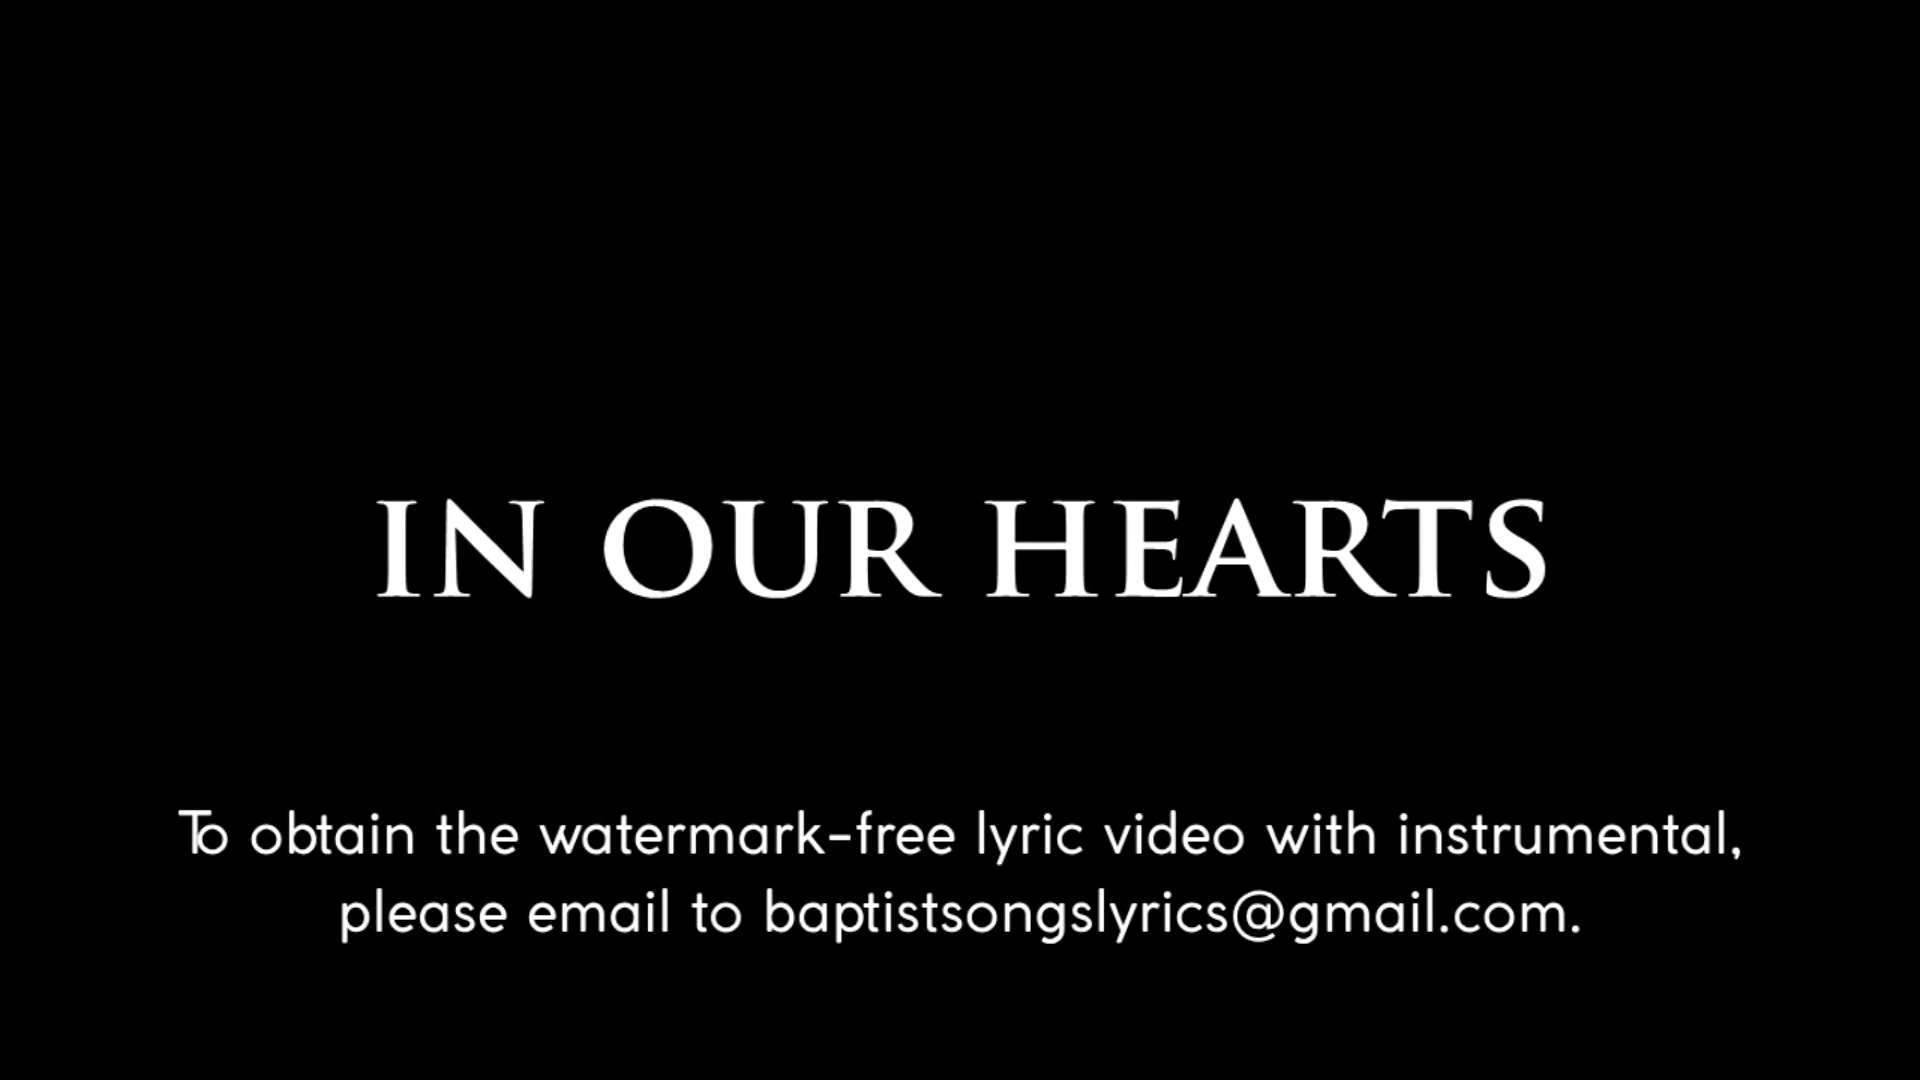 IN OUR HEARTS
To obtain the watermark-free lyric video with instrumental,
please email to baptistsongslyrics@gmail.com.